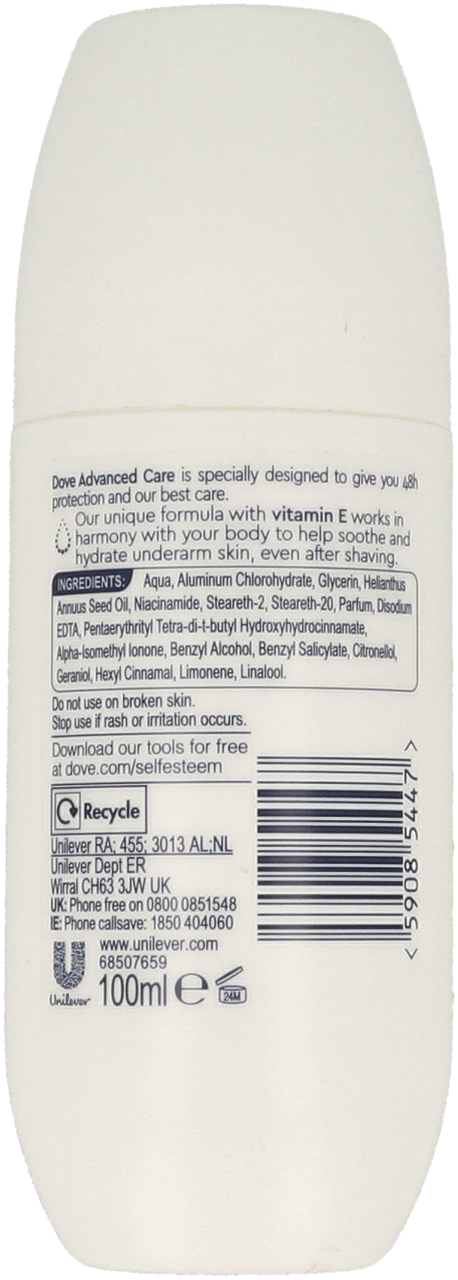 Dove Advanced Care is specially designed to give you 48h
protection and our best care.
Our unique formula with vitamin E works in
harmony with your body to help soothe and
hydrate underarm skin, even after shaving.
INGREDIENTS: Aqua, Aluminum Chlorohydrate, Glycerin, Helianthus
Annuus Seed Oil, Niacinamide, Steareth-2, Steareth-20, Parfum, Disodium
EDTA, Pentaerythrityl Tetra-di-t-butyl Hydroxyhydrocinnamate,
Alpha-Isomethyl Ionone, Benzyl Alcohol, Benzyl Salicylate, Citronellol,
Geraniol, Hexyl Cinnamal, Limonene, Linalool.
Do not use on broken skin.
Stop use if rash or irritation occurs.
Download our tools for free
at dove.com/selfesteem
Recycle
Unilever RA; 455; 3013 AL;NL
Unilever Dept ER
Wirral CH63 3JW UK
UK: Phone free on 0800 0851548
IE: Phone callsave: 1850 404060
www.unilever.com
68507659
Unilever
100ml e 24M
< 5908 5447 >